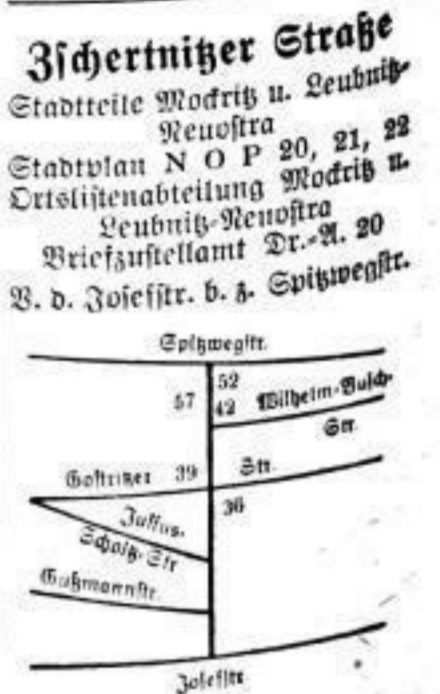 Zschertnitzer Straße
Stadtteile Mockritz u. Leubnitz-
Neuostra
Stadtplan N O P 20, 21, 22
Ortslistenabteilung Mockritz u.
Leubnitz-Neuostra
Briefzustellamt Dr.-A. 20
V. d. Josefstr. b. z. Spitzwegstr.
Spitzwegstr.
52
57 42 Wilhelm-Busch-
Str.
Gostritzer 39 Str.
36
Julius-
Scholtz-Str
Gußmannstr.
Josefstr